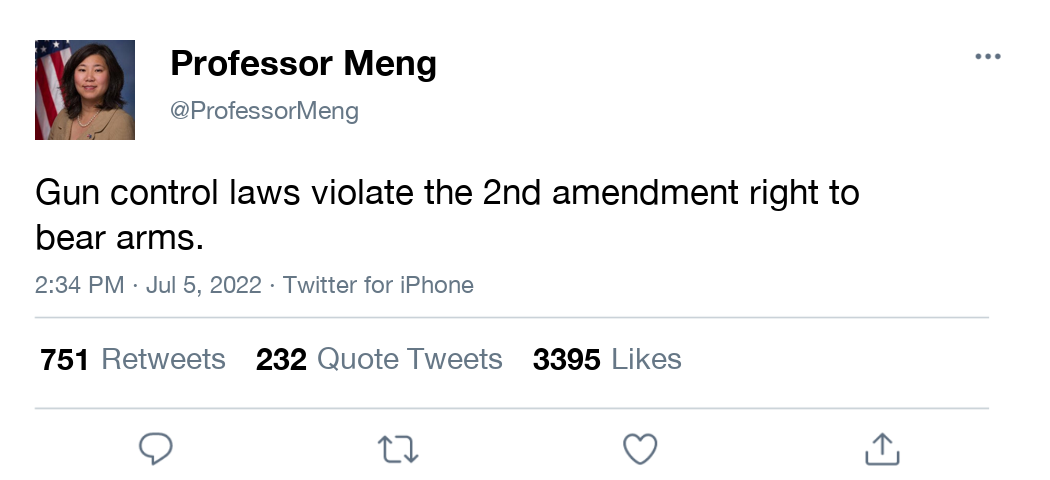 Professor Meng
@ProfessorMeng
Gun control laws violate the 2nd amendment right to
bear arms.
2:34 PM · Jul 5, 2022 · Twitter for iPhone
751 Retweets 232 Quote Tweets 3395 Likes